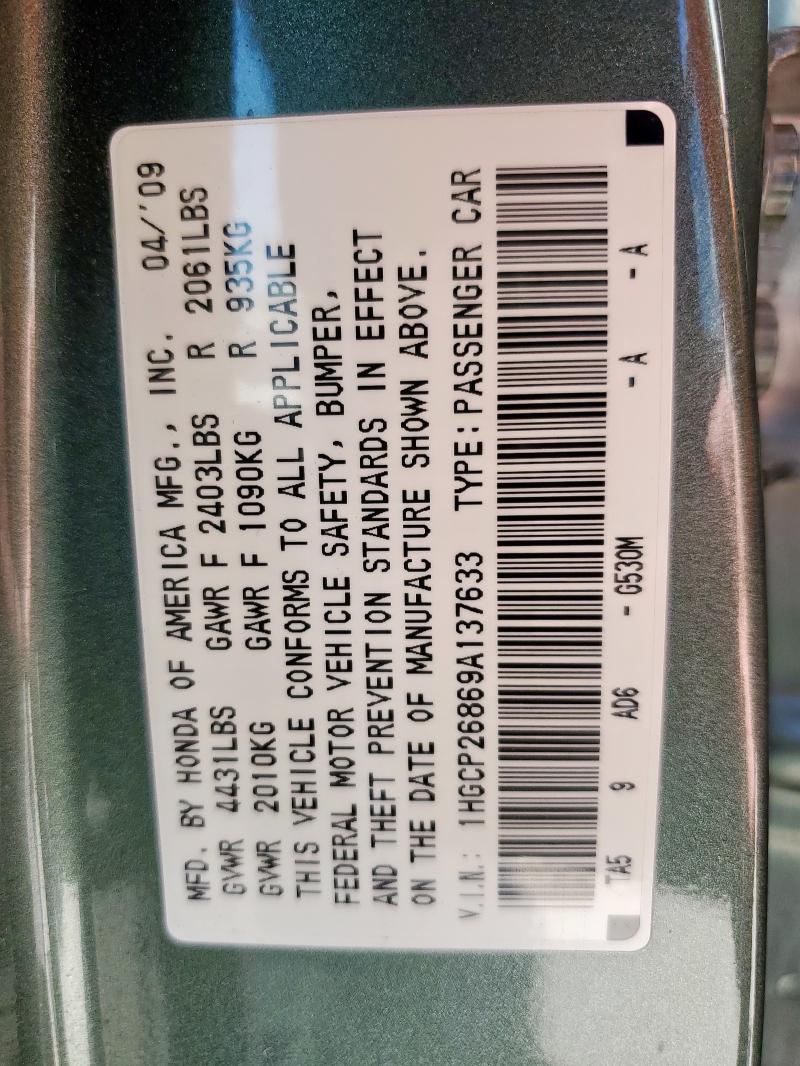 MFD. BY HONDA OF AMERICA MFG., INC. 04/'09
GVWR 4431LBS GAWR F 2403LBS R 2061LBS
GVWR 2010KG GAWR F 1090KG R 935KG
THIS VEHICLE CONFORMS TO ALL APPLICABLE
FEDERAL MOTOR VEHICLE SAFETY, BUMPER,
AND THEFT PREVENTION STANDARDS IN EFFECT
ON THE DATE OF MANUFACTURE SHOWN ABOVE.
V.I.N.: 1HGCP26869A137633 TYPE:PASSENGER CAR
TA5 9 AD6 - G530M - A - A